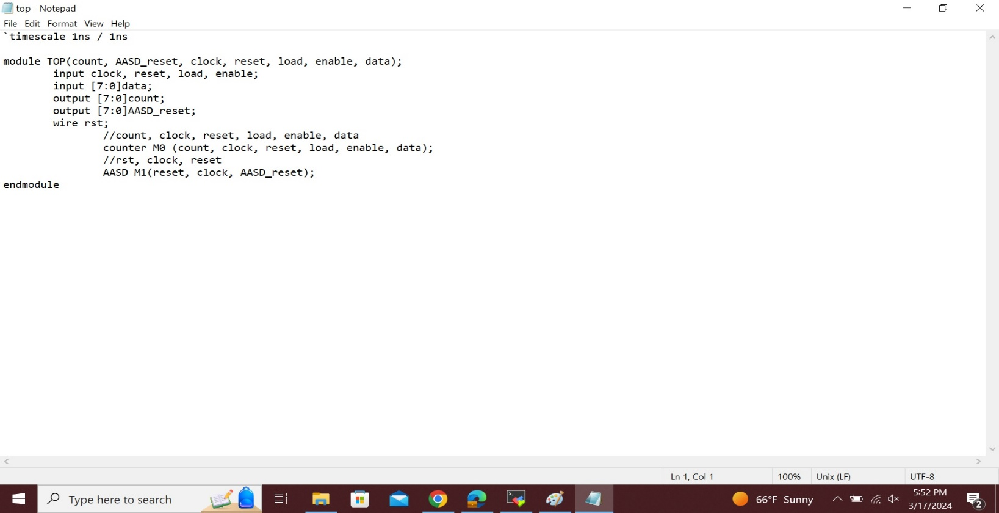 top - Notepad
File Edit Format View Help
`timescale 1ns / 1ns
module TOP(count, AASD_reset, clock, reset, load, enable, data);
input clock, reset, load, enable;
input [7:0]data;
output [7:0]count;
output [7:0]AASD_reset;
wire rst;
//count, clock, reset, load, enable, data
counter M0 (count, clock, reset, load, enable, data);
//rst, clock, reset
AASD M1(reset, clock, AASD_reset);
endmodule
Ln 1, Col 1 100% Unix (LF) UTF-8
Type here to search 66°F Sunny 5:52 PM
3/17/2024 2